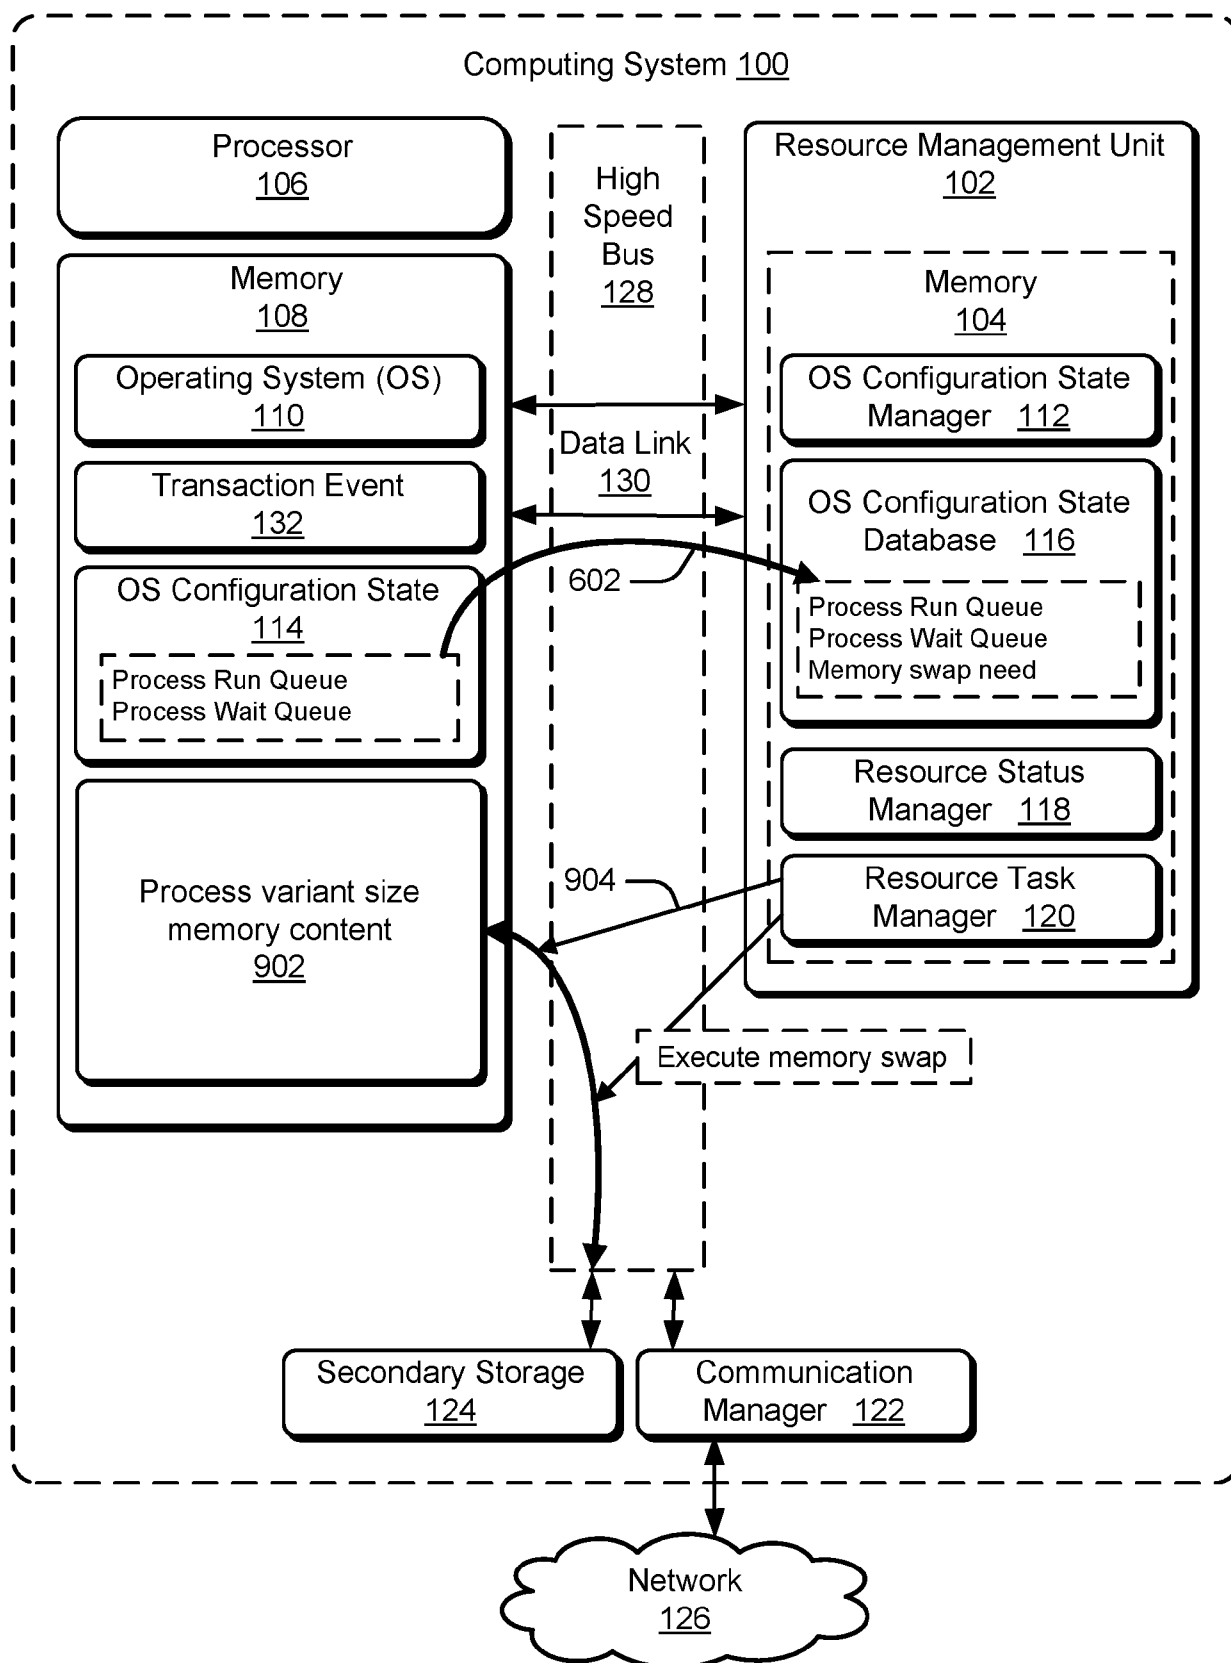 Computing System 100
Processor
106
Memory
108
Operating System (OS)
110
Transaction Event
132
OS Configuration State
114
Process Run Queue
Process Wait Queue
Process variant size
memory content
902
High
Speed
Bus
128
Data Link
130
602
904
Resource Management Unit
102
Memory
104
OS Configuration State
Manager 112
OS Configuration State
Database 116
Process Run Queue
Process Wait Queue
Memory swap need
Resource Status
Manager 118
Resource Task
Manager 120
Execute memory swap
Secondary Storage
124
Communication
Manager 122
Network
126